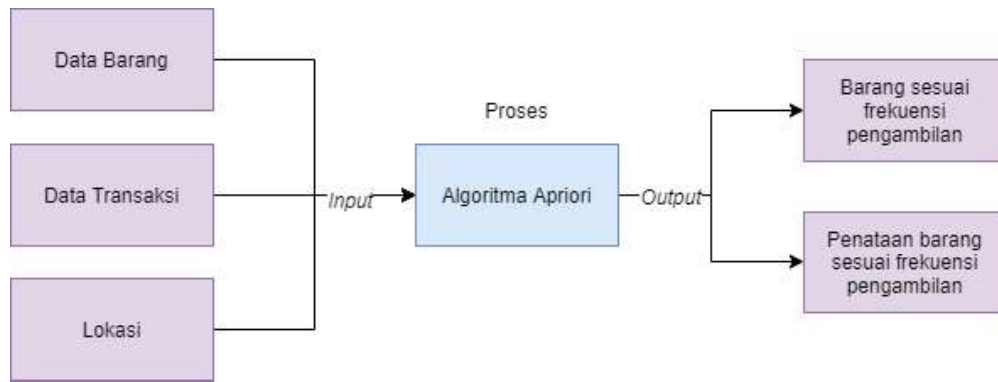 Data Barang
Data Transaksi
Lokasi
Input
Proses
Algoritma Apriori
Output
Barang sesuai
frekuensi
pengambilan
Penataan barang
sesuai frekuensi
pengambilan